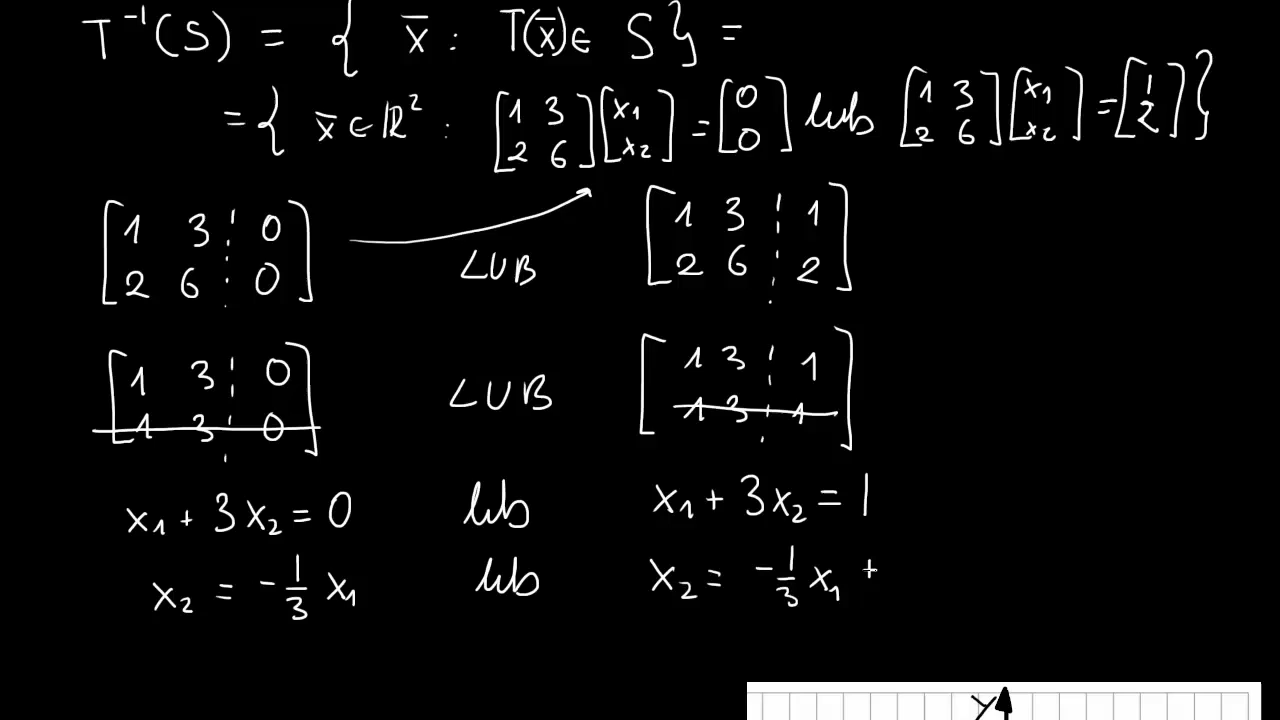 T⁻¹(S) = { x̄ : T(x̄) ∈ S } =
= { x̄ ∈ ℝ² : [1 3; 2 6] [x₁; x₂] = [0; 0] lub [1 3; 2 6] [x₁; x₂] = [1; 2] }
[1 3 ¦ 0; 2 6 ¦ 0] LUB [1 3 ¦ 1; 2 6 ¦ 2]
[1 3 ¦ 0; 1 3 ¦ 0] LUB [1 3 ¦ 1; 1 3 ¦ 1]
x₁ + 3x₂ = 0 lub x₁ + 3x₂ = 1
x₂ = -1/3 x₁ lub x₂ = -1/3 x₁ +
y